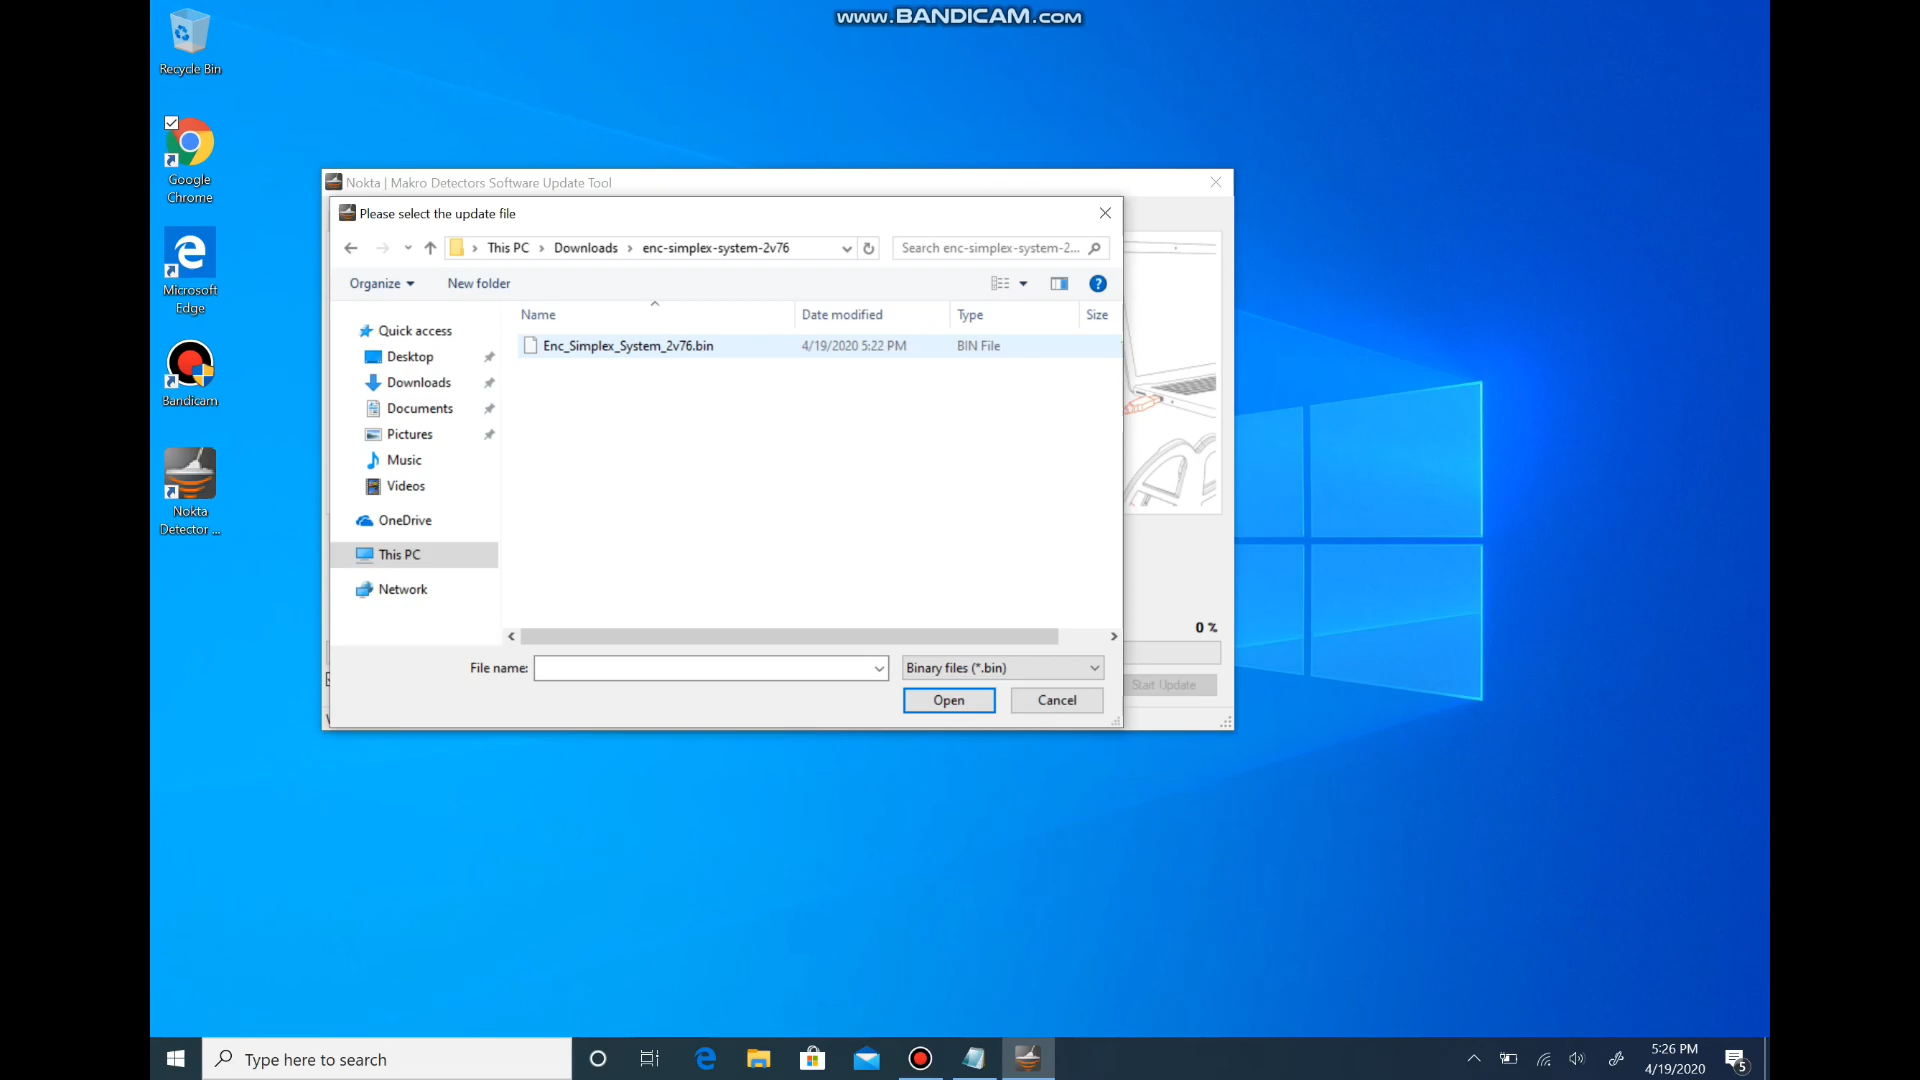 www.BANDICAM.com
Recycle Bin
Google
Chrome
Microsoft
Edge
Bandicam
Nokta
Detector ...
Nokta | Makro Detectors Software Update Tool
Please select the update file
This PC > Downloads > enc-simplex-system-2v76
Search enc-simplex-system-2...
Organize
New folder
Name
Date modified
Type
Size
Enc_Simplex_System_2v76.bin
4/19/2020 5:22 PM
BIN File
Quick access
Desktop
Downloads
Documents
Pictures
Music
Videos
OneDrive
This PC
Network
0 %
File name:
Binary files (*.bin)
Open
Cancel
Start Update
Type here to search
5:26 PM
4/19/2020
5